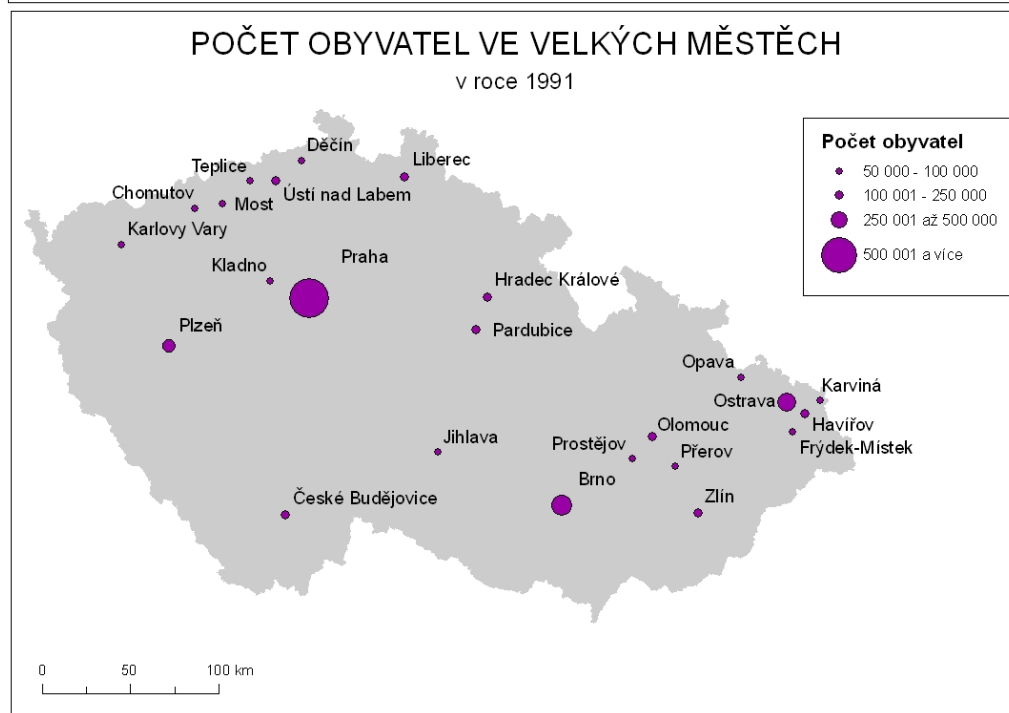 POČET OBYVATEL VE VELKÝCH MĚSTĚCH
v roce 1991
Počet obyvatel
50 000 - 100 000
100 001 - 250 000
250 001 až 500 000
500 001 a více
Děčín
Liberec
Teplice
Ústí nad Labem
Chomutov
Most
Karlovy Vary
Kladno
Praha
Hradec Králové
Plzeň
Pardubice
Opava
Karviná
Ostrava
Havířov
Olomouc
Frýdek-Místek
Jihlava
Prostějov
Přerov
Brno
České Budějovice
Zlín
0 50 100 km